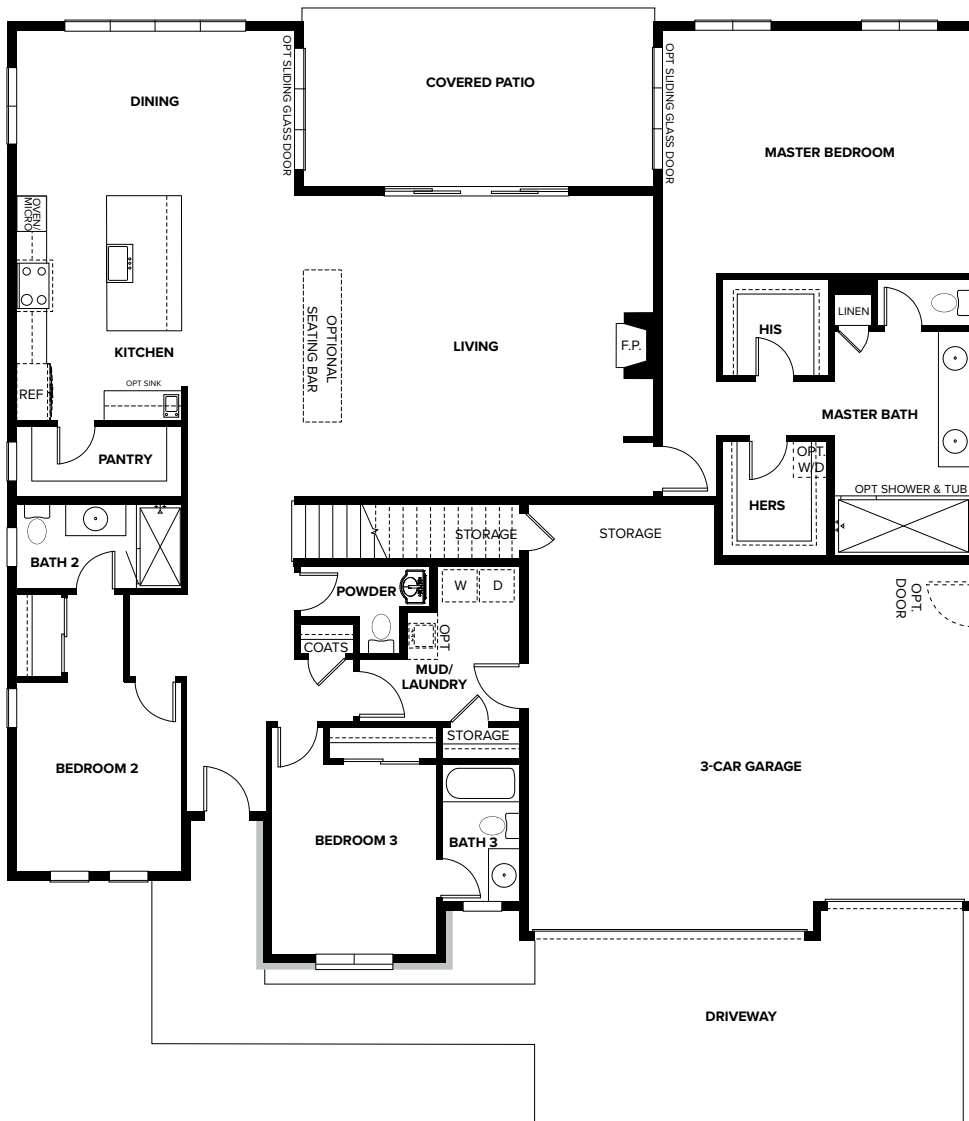 COVERED PATIO
OPT SLIDING GLASS DOOR
OPT SLIDING GLASS DOOR
DINING
MASTER BEDROOM
OVEN/
MICRO
OPTIONAL
SEATING BAR
LINEN
HIS
F.P.
LIVING
KITCHEN
OPT SINK
REF
MASTER BATH
PANTRY
OPT.
W/D
OPT SHOWER & TUB
HERS
STORAGE
STORAGE
BATH 2
POWDER
W
D
OPT.
DOOR
OPT
COATS
MUD/
LAUNDRY
STORAGE
BEDROOM 2
3-CAR GARAGE
BEDROOM 3
BATH 3
DRIVEWAY